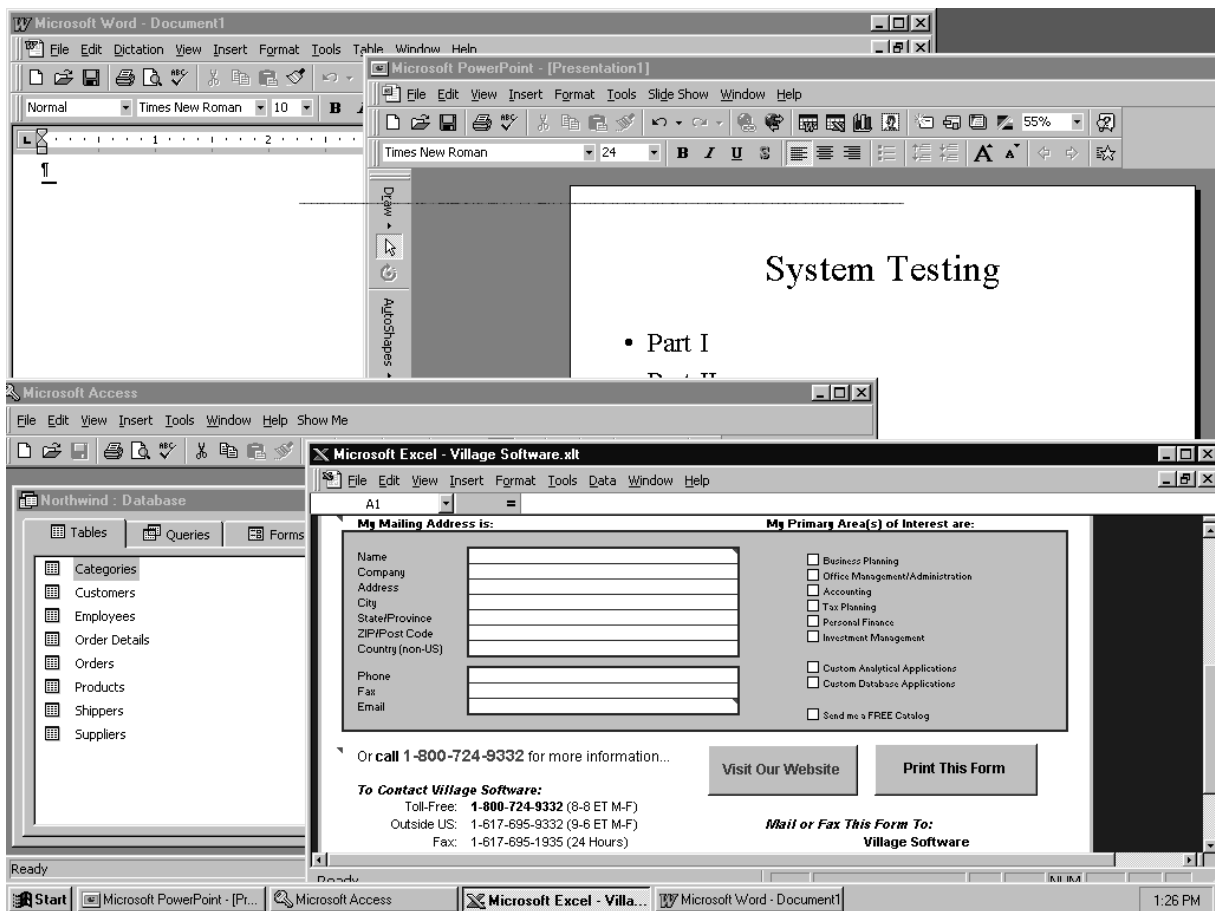 Microsoft Word - Document1
File Edit Dictation View Insert Format Tools Table Window Help
Normal Times New Roman 10 B
1 2
¶
Microsoft PowerPoint - [Presentation1]
File Edit View Insert Format Tools Slide Show Window Help
55%
Times New Roman 24 B I U S A A
Draw
AutoShapes
System Testing
• Part I
Microsoft Access
File Edit View Insert Tools Window Help Show Me
Northwind : Database
Tables Queries Forms
Categories
Customers
Employees
Order Details
Orders
Products
Shippers
Suppliers
Ready
Microsoft Excel - Village Software.xlt
File Edit View Insert Format Tools Data Window Help
A1 =
My Mailing Address is:
Name
Company
Address
City
State/Province
ZIP/Post Code
Country (non-US)
Phone
Fax
Email
My Primary Area(s) of Interest are:
Business Planning
Office Management/Administration
Accounting
Tax Planning
Personal Finance
Investment Management
Custom Analytical Applications
Custom Database Applications
Send me a FREE Catalog
Or call 1-800-724-9332 for more information...
Visit Our Website
Print This Form
To Contact Village Software:
Toll-Free: 1-800-724-9332 (8-8 ET M-F)
Outside US: 1-617-695-9332 (9-6 ET M-F)
Fax: 1-617-695-1935 (24 Hours)
Mail or Fax This Form To:
Village Software
Start Microsoft PowerPoint - [Pr... Microsoft Access Microsoft Excel - Villa... Microsoft Word - Document1 1:26 PM